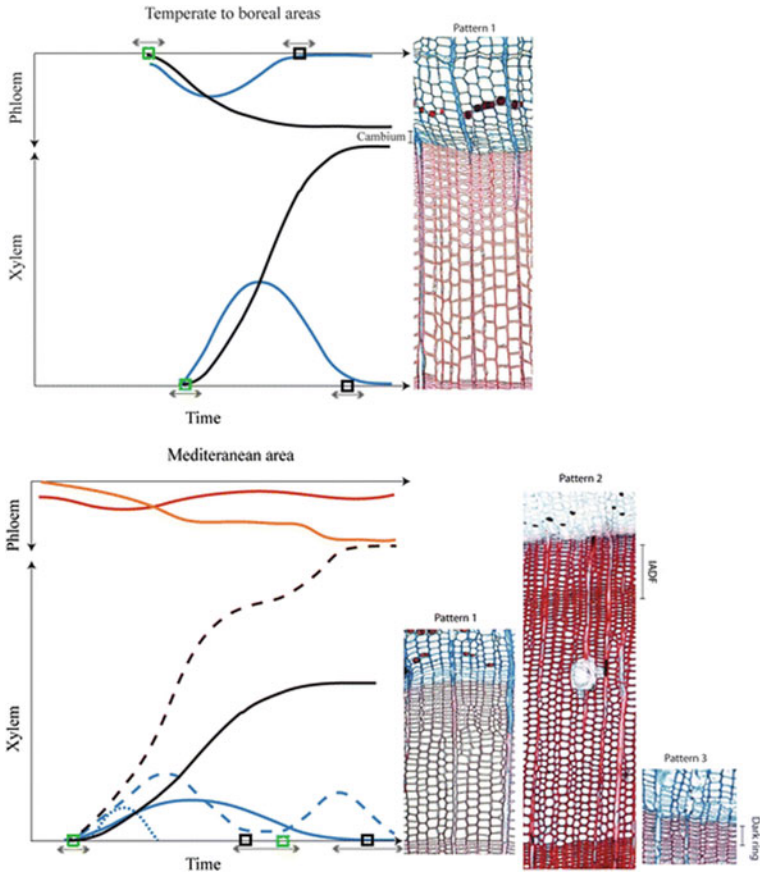 Temperate to boreal areas
Pattern 1
Phloem
Cambium
Xylem
Time
Mediteranean area
Pattern 2
Phloem
IADF
Pattern 1
Xylem
Pattern 3
Dark ring
Time